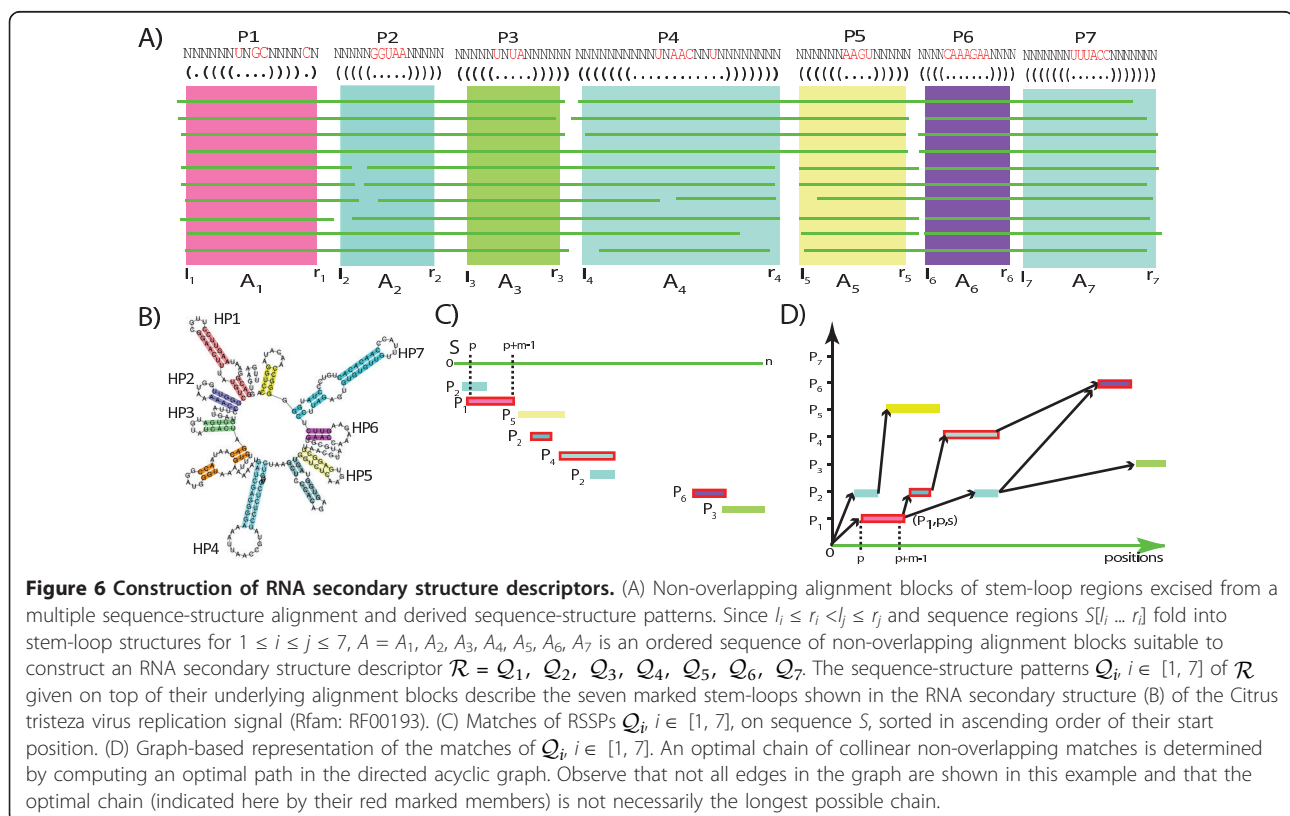 A)
P1 P2 P3 P4 P5 P6 P7
NNNNNNUNGCNNNNCN NNNNNGGUAANNNNN NNNNNUNUANNNNNN NNNNNNNNNUNAACNNUNNNNNNNN NNNNNNAAGUNNNNNN NNNNCAAAGAANNNN NNNNNNNUUUACCNNNNNNN
l1 A1 r1 l2 A2 r2 l3 A3 r3 l4 A4 r4 l5 A5 r5 l6 A6 r6 l7 A7 r7
B)
HP1
HP2
HP3
HP4
HP5
HP6
HP7
C)
S
p p+m-1
0 n
P2
P1
P5
P2
P4
P2
P6
P3
D)
P7
P6
P5
P4
P3
P2
P1
(P1,p,s)
0 p p+m-1 positions
Figure 6 Construction of RNA secondary structure descriptors. (A) Non-overlapping alignment blocks of stem-loop regions excised from a
multiple sequence-structure alignment and derived sequence-structure patterns. Since li ≤ ri <lj ≤ rj and sequence regions S[li ... ri] fold into
stem-loop structures for 1 ≤ i ≤ j ≤ 7, A = A1, A2, A3, A4, A5, A6, A7 is an ordered sequence of non-overlapping alignment blocks suitable to
construct an RNA secondary structure descriptor R = Q1, Q2, Q3, Q4, Q5, Q6, Q7. The sequence-structure patterns Qi, i ∈ [1, 7] of R
given on top of their underlying alignment blocks describe the seven marked stem-loops shown in the RNA secondary structure (B) of the Citrus
tristeza virus replication signal (Rfam: RF00193). (C) Matches of RSSPs Qi, i ∈ [1, 7], on sequence S, sorted in ascending order of their start
position. (D) Graph-based representation of the matches of Qi, i ∈ [1, 7]. An optimal chain of collinear non-overlapping matches is determined
by computing an optimal path in the directed acyclic graph. Observe that not all edges in the graph are shown in this example and that the
optimal chain (indicated here by their red marked members) is not necessarily the longest possible chain.